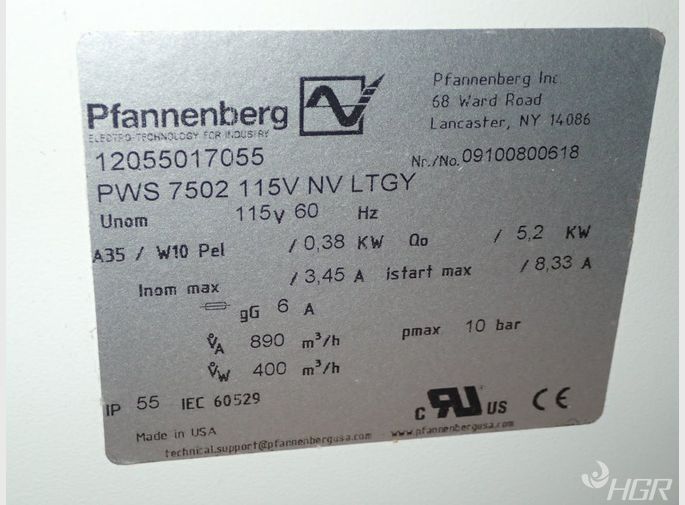 Pfannenberg
ELECTRO-TECHNOLOGY FOR INDUSTRY
Pfannenberg Inc
68 Ward Road
Lancaster, NY 14086
12055017055
Nr./No. 09100800618
PWS 7502 115V NV LTGY
Unom 115V 60 Hz
A35 / W10 Pel / 0,38 KW Qo / 5,2 KW
Inom max / 3,45 A istart max / 8,33 A
gG 6 A
V̊A 890 m³/h pmax 10 bar
V̊W 400 m³/h
IP 55 IEC 60529
c RU US CE
Made in USA
technical.support@pfannenbergusa.com www.pfannenbergusa.com
HGR